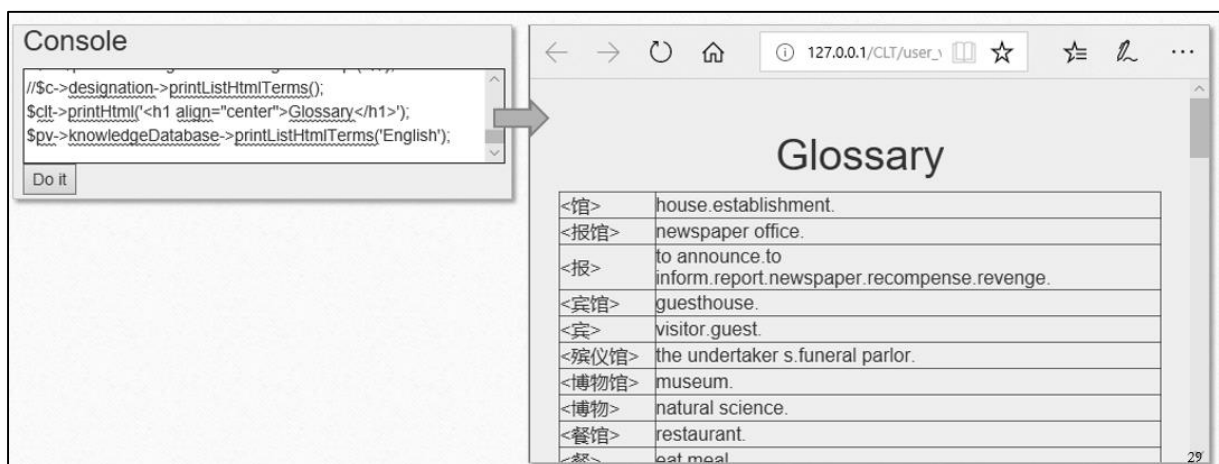 Console
//$c->designation->printListHtmlTerms();
$clt->printHtml('<h1 align="center">Glossary</h1>');
$pv->knowledgeDatabase->printListHtmlTerms('English');
Do it
127.0.0.1/CLT/user_
Glossary
<馆> house.establishment.
<报馆> newspaper office.
<报> to announce.to
inform.report.newspaper.recompense.revenge.
<宾馆> guesthouse.
<宾> visitor.guest.
<殡仪馆> the undertaker s.funeral parlor.
<博物馆> museum.
<博物> natural science.
<餐馆> restaurant.
<餐> eat meal
29